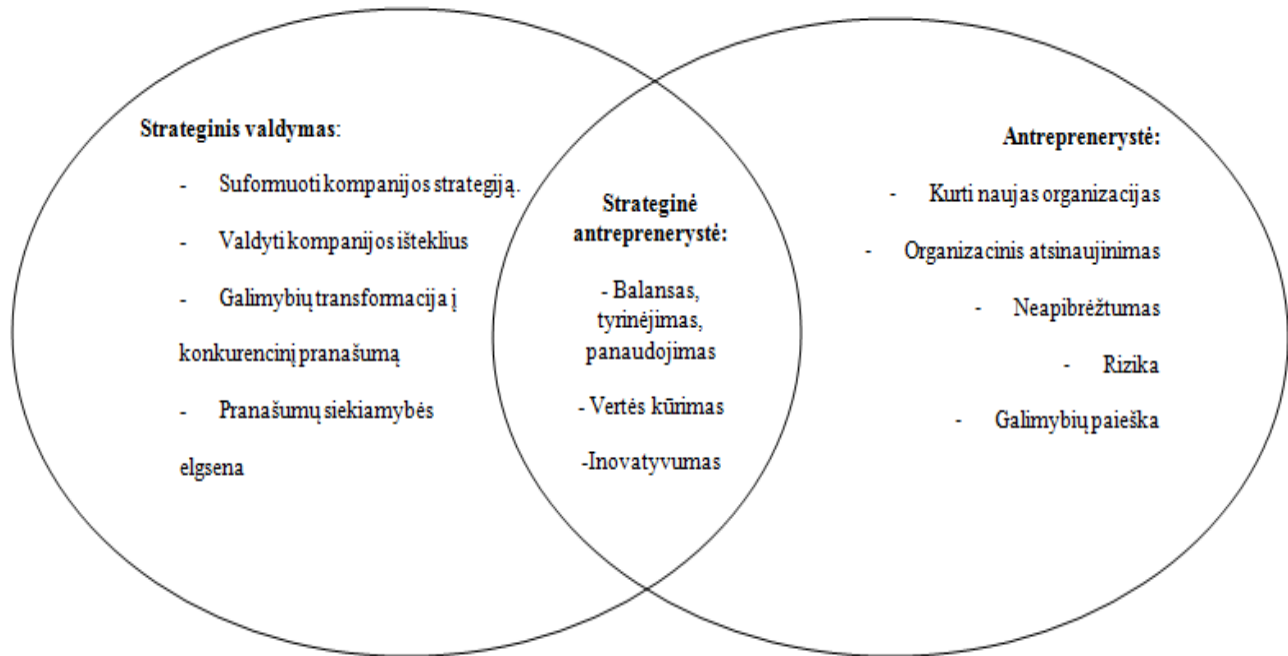 Strateginis valdymas:
- Suformuoti kompanijos strategiją.
- Valdyti kompanijos išteklius
- Galimybių transformacija į
konkurencinį pranašumą
- Pranašumų siekiamybės
elgsena
Strateginė
antreprenerystė:
- Balansas,
tyrinėjimas,
panaudojimas
- Vertės kūrimas
-Inovatyvumas
Antreprenerystė:
- Kurti naujas organizacijas
- Organizacinis atsinaujinimas
- Neapibrėžtumas
- Rizika
- Galimybių paieška